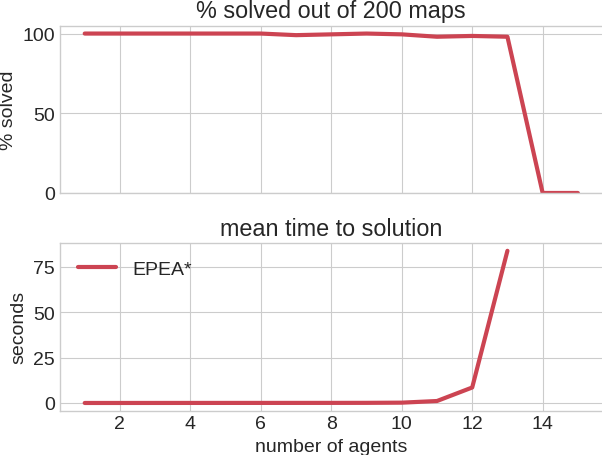 % solved out of 200 maps
100
50
0
% solved
mean time to solution
75
50
25
0
seconds
EPEA*
2 4 6 8 10 12 14
number of agents